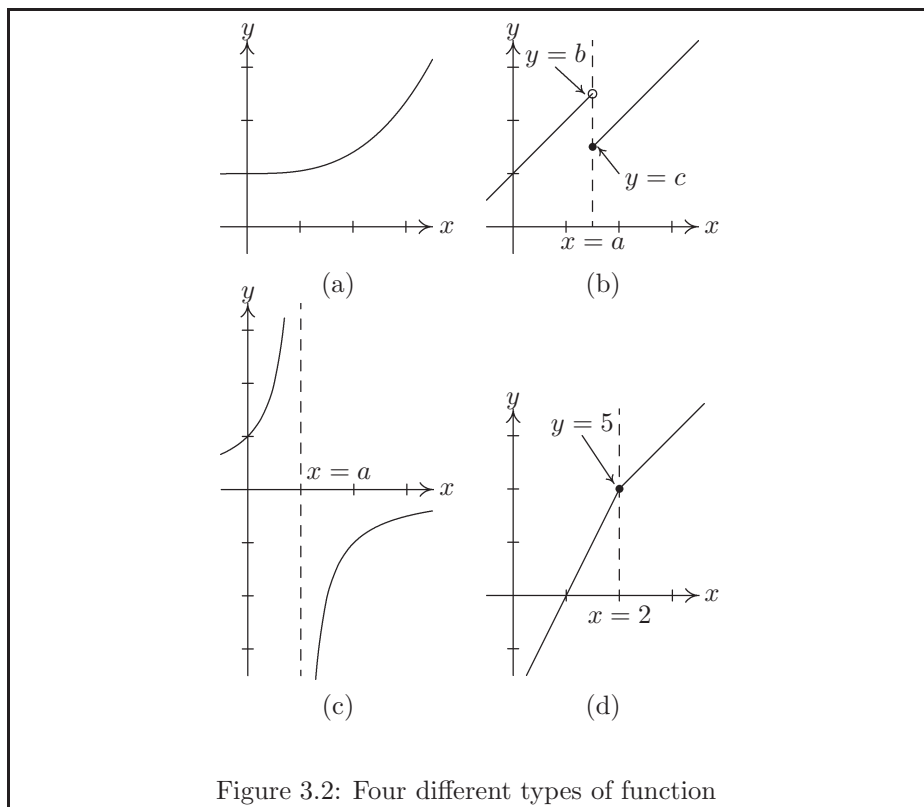 y
y
y = b
y = c
x
x = a
x
(a)
(b)
y
x = a
x
y
y = 5
x
x = 2
(c)
(d)
Figure 3.2: Four different types of function